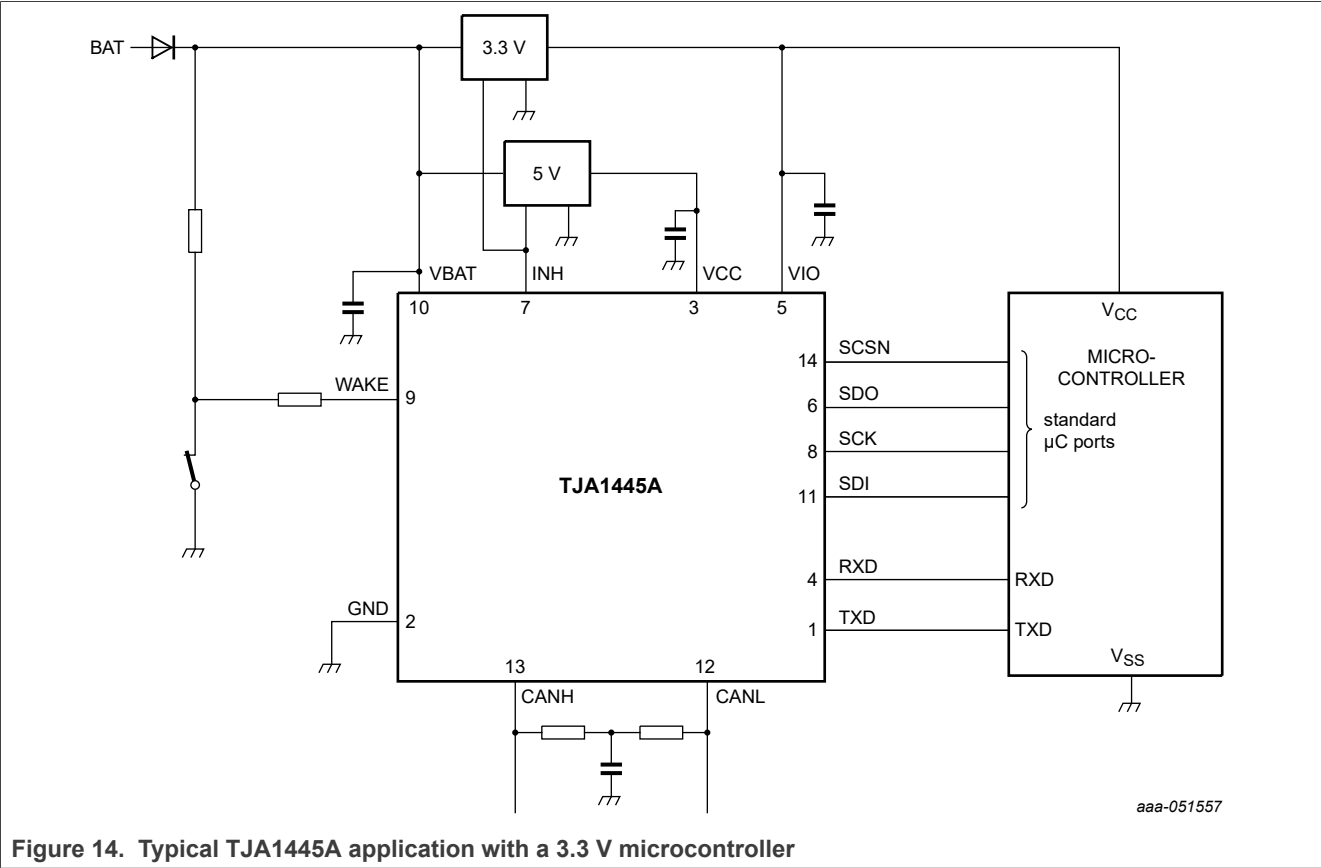 BAT
3.3 V
5 V
VBAT
INH
VCC
VIO
10
7
3
5
VCC
MICRO-
CONTROLLER
standard
µC ports
14
SCSN
6
SDO
8
SCK
11
SDI
WAKE
9
TJA1445A
4
RXD
RXD
1
TXD
TXD
GND
2
VSS
13
12
CANH
CANL
aaa-051557
Figure 14. Typical TJA1445A application with a 3.3 V microcontroller